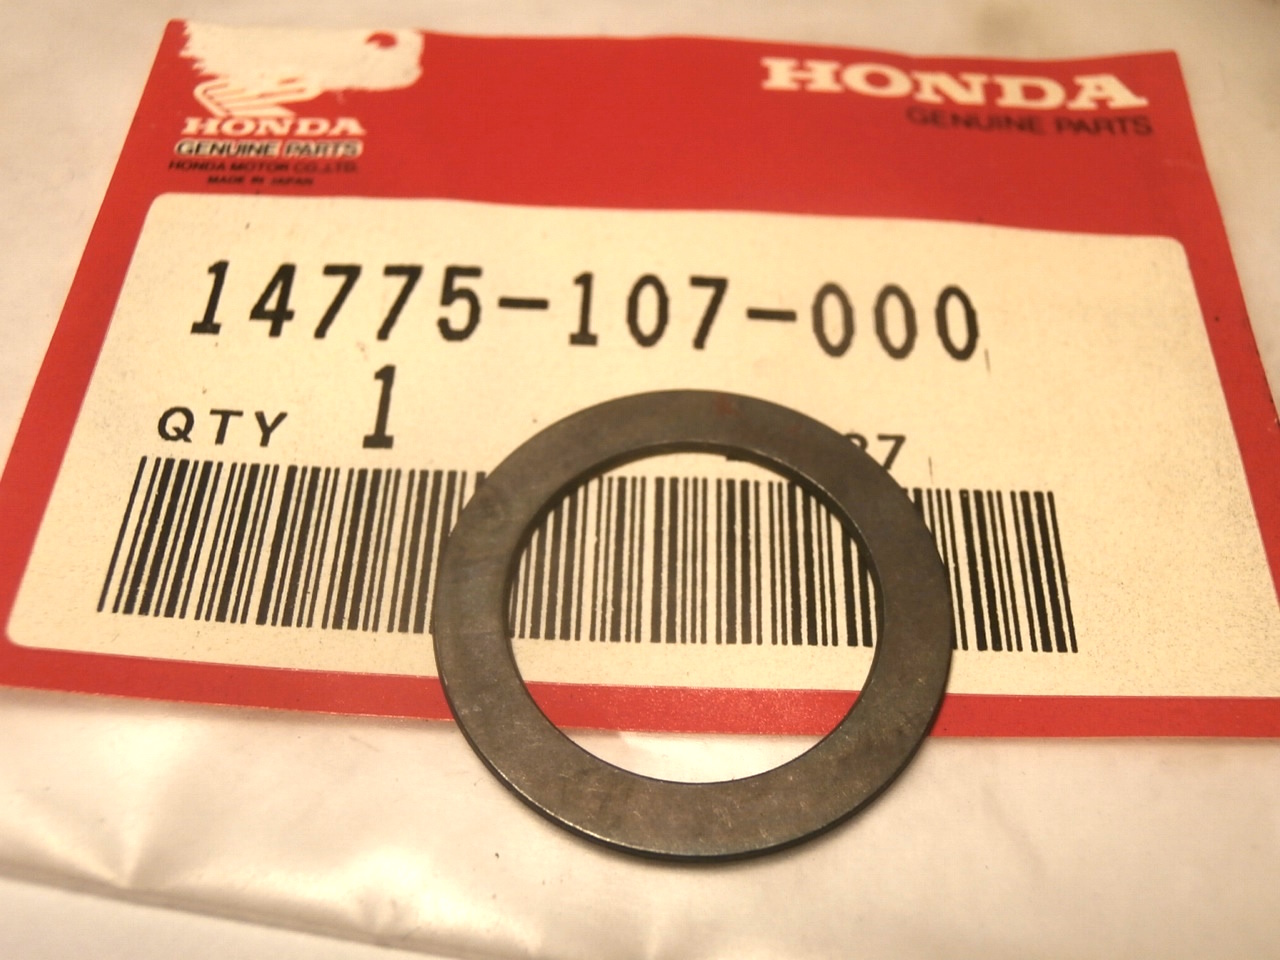 HONDA
GENUINE PARTS
HONDA MOTOR CO.,LTD.
MADE IN JAPAN
HONDA
GENUINE PARTS
14775-107-000
QTY 1